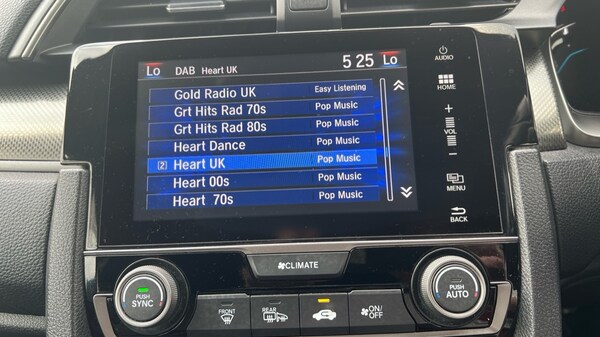 Lo DAB Heart UK 5 25 Lo
Gold Radio UK Easy Listening
Grt Hits Rad 70s Pop Music
Grt Hits Rad 80s Pop Music
Heart Dance Pop Music
2 Heart UK Pop Music
Heart 00s Pop Music
Heart 70s Pop Music
AUDIO
HOME
+
VOL
-
MENU
BACK
CLIMATE
PUSH
SYNC
FRONT
REAR
ON/
OFF
PUSH
AUTO